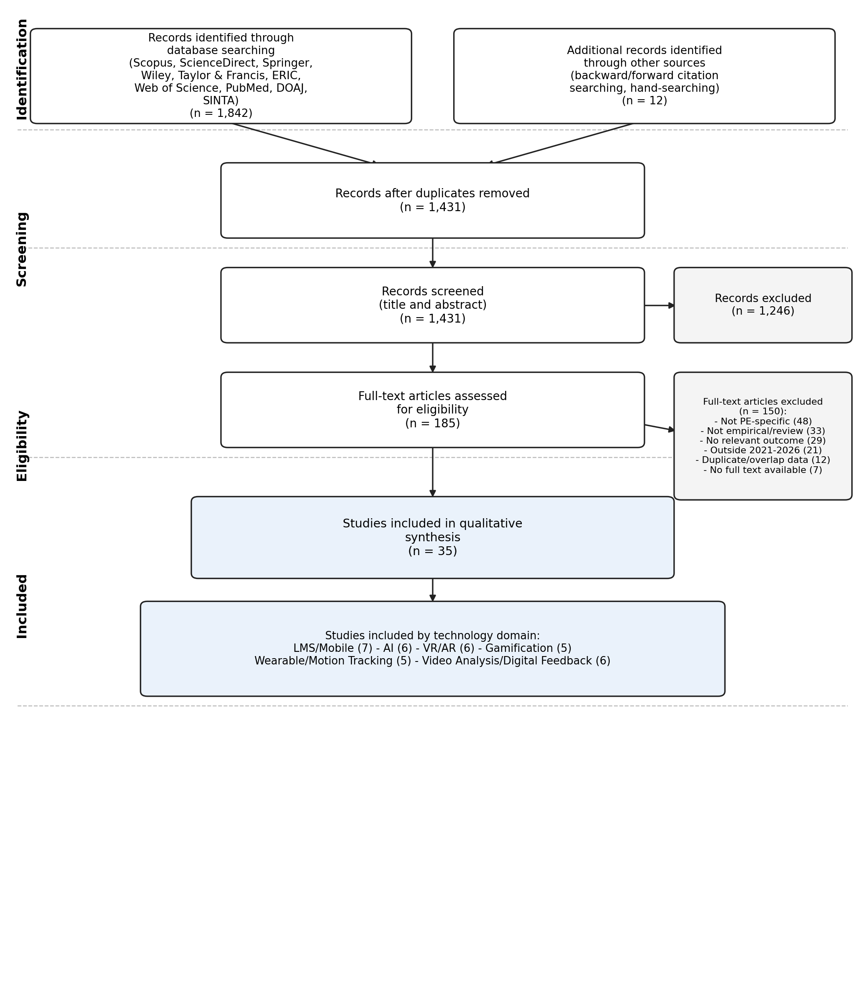 Identification
Records identified through
database searching
(Scopus, ScienceDirect, Springer,
Wiley, Taylor & Francis, ERIC,
Web of Science, PubMed, DOAJ,
SINTA)
(n = 1,842)
Additional records identified
through other sources
(backward/forward citation
searching, hand-searching)
(n = 12)
Screening
Records after duplicates removed
(n = 1,431)
Records screened
(title and abstract)
(n = 1,431)
Records excluded
(n = 1,246)
Eligibility
Full-text articles assessed
for eligibility
(n = 185)
Full-text articles excluded
(n = 150):
- Not PE-specific (48)
- Not empirical/review (33)
- No relevant outcome (29)
- Outside 2021-2026 (21)
- Duplicate/overlap data (12)
- No full text available (7)
Included
Studies included in qualitative
synthesis
(n = 35)
Studies included by technology domain:
LMS/Mobile (7) - AI (6) - VR/AR (6) - Gamification (5)
Wearable/Motion Tracking (5) - Video Analysis/Digital Feedback (6)